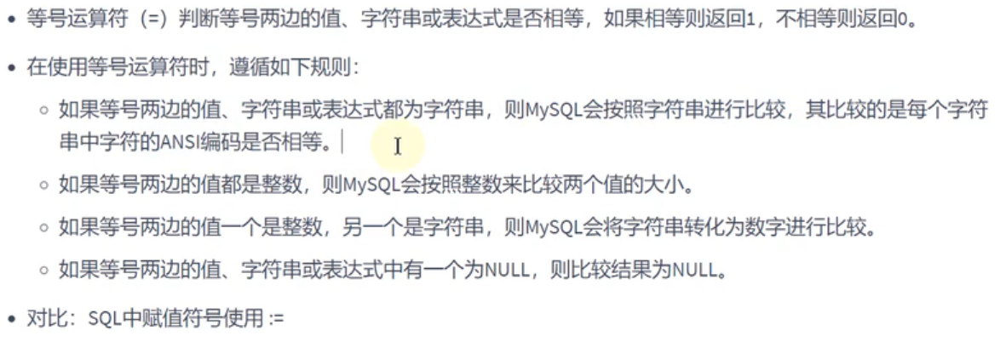 • 等号运算符（=）判断等号两边的值、字符串或表达式是否相等，如果相等则返回1，不相等则返回0。
• 在使用等号运算符时，遵循如下规则：
◦ 如果等号两边的值、字符串或表达式都为字符串，则MySQL会按照字符串进行比较，其比较的是每个字符
串中字符的ANSI编码是否相等。
◦ 如果等号两边的值都是整数，则MySQL会按照整数来比较两个值的大小。
◦ 如果等号两边的值一个是整数，另一个是字符串，则MySQL会将字符串转化为数字进行比较。
◦ 如果等号两边的值、字符串或表达式中有一个为NULL，则比较结果为NULL。
• 对比：SQL中赋值符号使用 :=